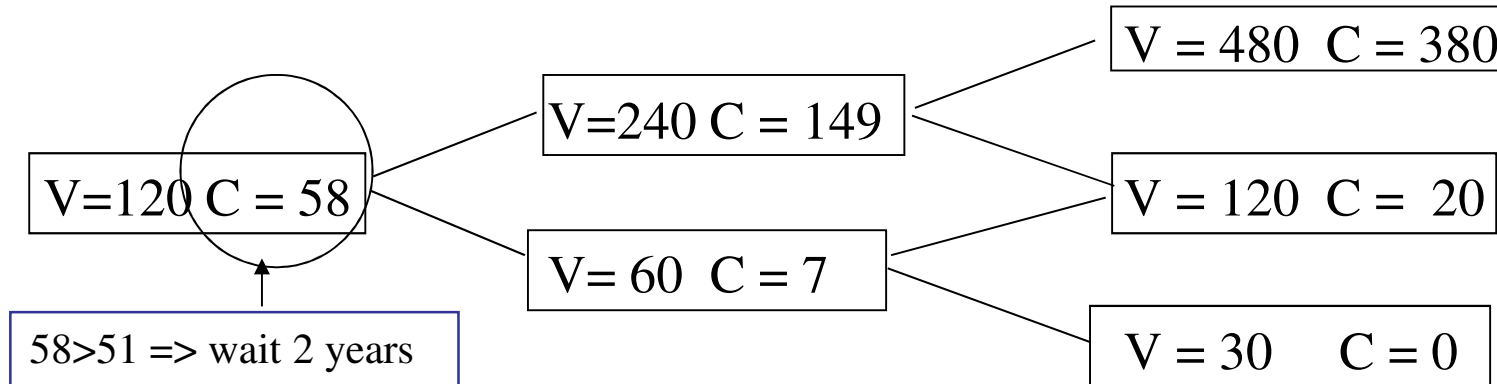 V = 480 C = 380
V=240 C = 149
V=120 C = 58
V = 120 C = 20
V= 60 C = 7
58>51 => wait 2 years
V = 30 C = 0